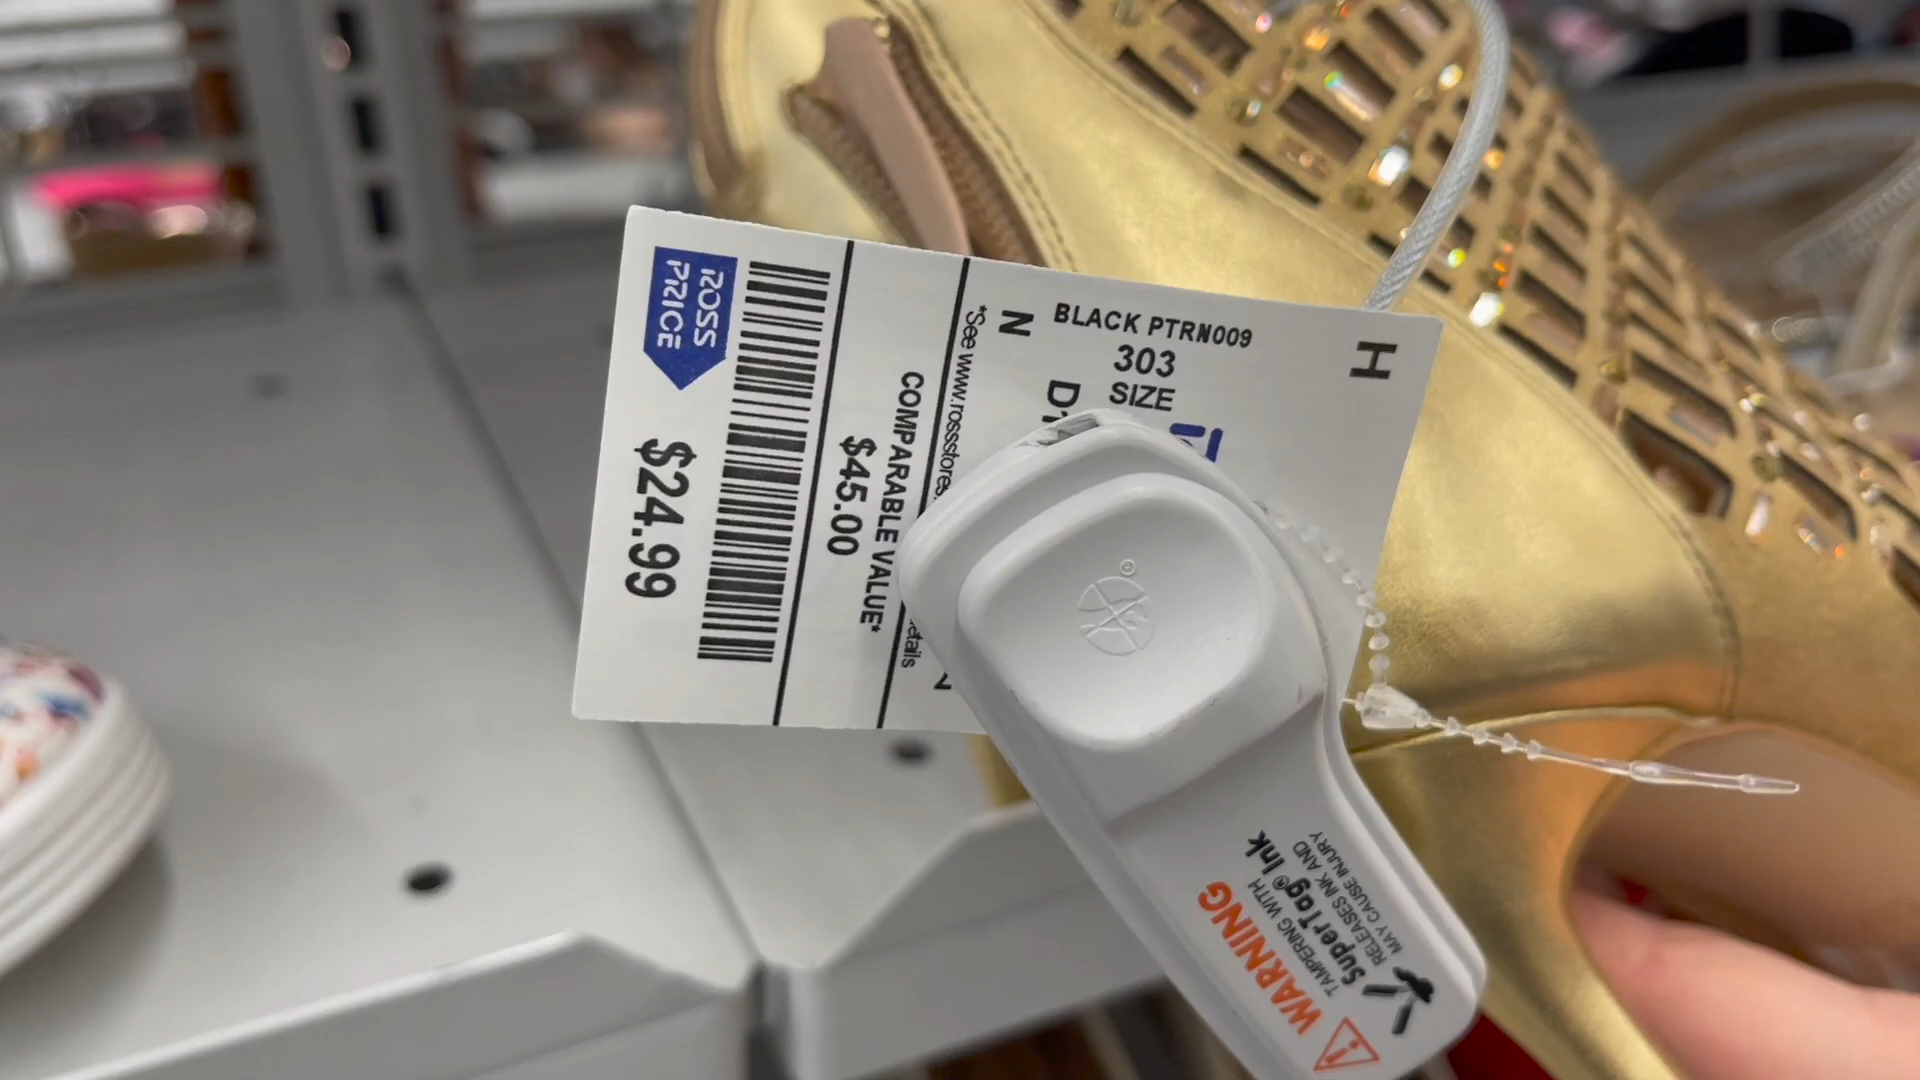 BLACK PTRN009
303
SIZE
H
N
*See www.rossstores.
etails
COMPARABLE VALUE*
$45.00
ROSS
PRICE
$24.99
WARNING
TAMPERING WITH
SuperTag® Ink
RELEASES INK AND
MAY CAUSE INJURY